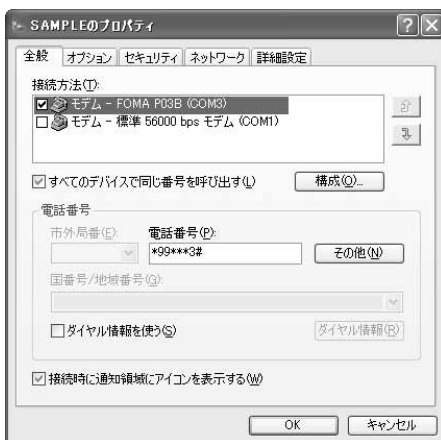 SAMPLEのプロパティ
全般 オプション セキュリティ ネットワーク 詳細設定
接続方法(T):
モデム - FOMA P03B (COM3)
モデム - 標準 56000 bps モデム (COM1)
すべてのデバイスで同じ番号を呼び出す(L) 構成(O)...
電話番号
市外局番(E): 電話番号(P):
*99***3# その他(N)
国番号/地域番号(G):
ダイヤル情報を使う(S) ダイヤル情報(R)
接続時に通知領域にアイコンを表示する(W)
OK キャンセル